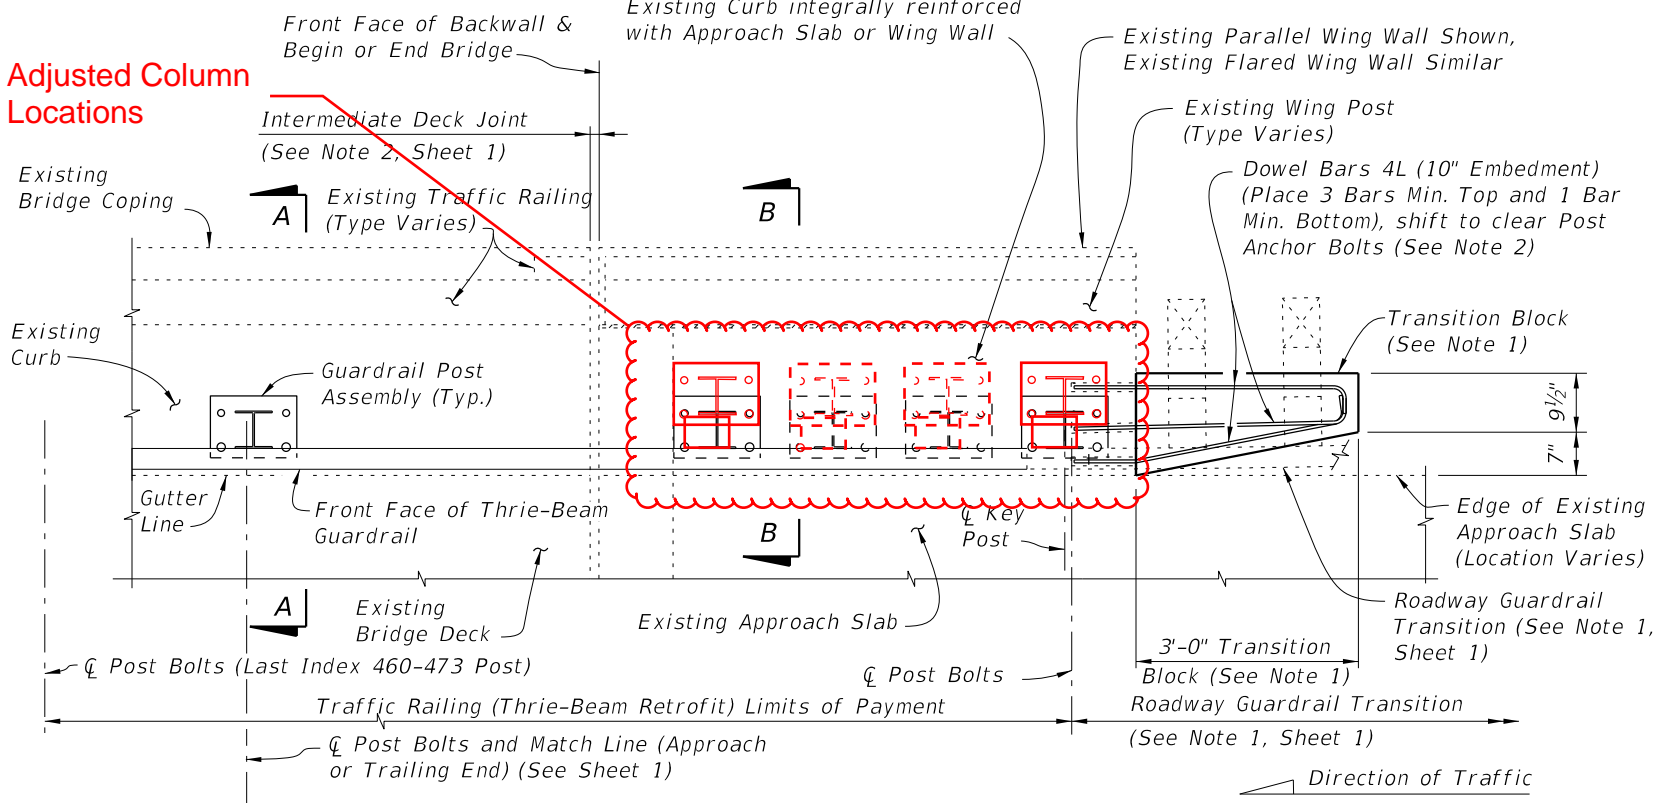 Existing Curb integrally reinforced
with Approach Slab or Wing Wall
Front Face of Backwall &
Begin or End Bridge
Existing Parallel Wing Wall Shown,
Existing Flared Wing Wall Similar
Adjusted Column
Locations
Intermediate Deck Joint
(See Note 2, Sheet 1)
Existing Wing Post
(Type Varies)
Existing
Bridge Coping
A
Existing Traffic Railing
(Type Varies)
B
Dowel Bars 4L (10" Embedment)
(Place 3 Bars Min. Top and 1 Bar
Min. Bottom), shift to clear Post
Anchor Bolts (See Note 2)
Existing
Curb
Guardrail Post
Assembly (Typ.)
Transition Block
(See Note 1)
9½"
7"
Gutter
Line
Front Face of Thrie-Beam
Guardrail
B
℄ Key
Post
Edge of Existing
Approach Slab
(Location Varies)
A
Existing
Bridge Deck
Existing Approach Slab
Roadway Guardrail
Transition (See Note 1,
Sheet 1)
℄ Post Bolts (Last Index 460-473 Post)
℄ Post Bolts
3'-0" Transition
Block (See Note 1)
Traffic Railing (Thrie-Beam Retrofit) Limits of Payment
Roadway Guardrail Transition
(See Note 1, Sheet 1)
℄ Post Bolts and Match Line (Approach
or Trailing End) (See Sheet 1)
Direction of Traffic